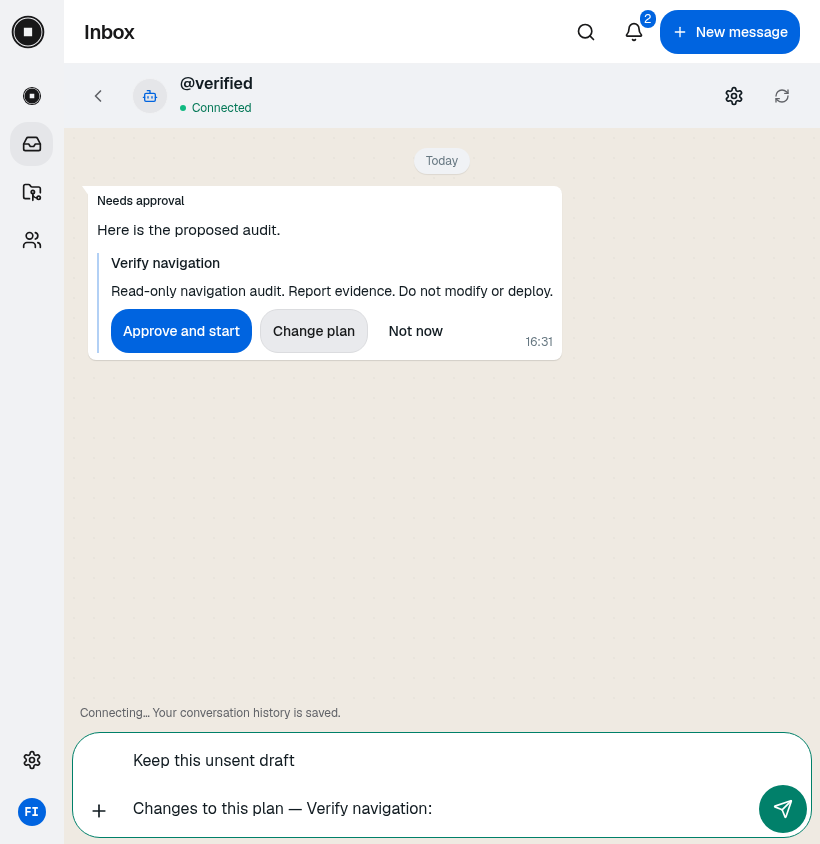 Inbox
2
New message
@verified
Connected
Today
Needs approval
Here is the proposed audit.
Verify navigation
Read-only navigation audit. Report evidence. Do not modify or deploy.
Approve and start
Change plan
Not now
16:31
Connecting… Your conversation history is saved.
Keep this unsent draft
Changes to this plan — Verify navigation:
FI